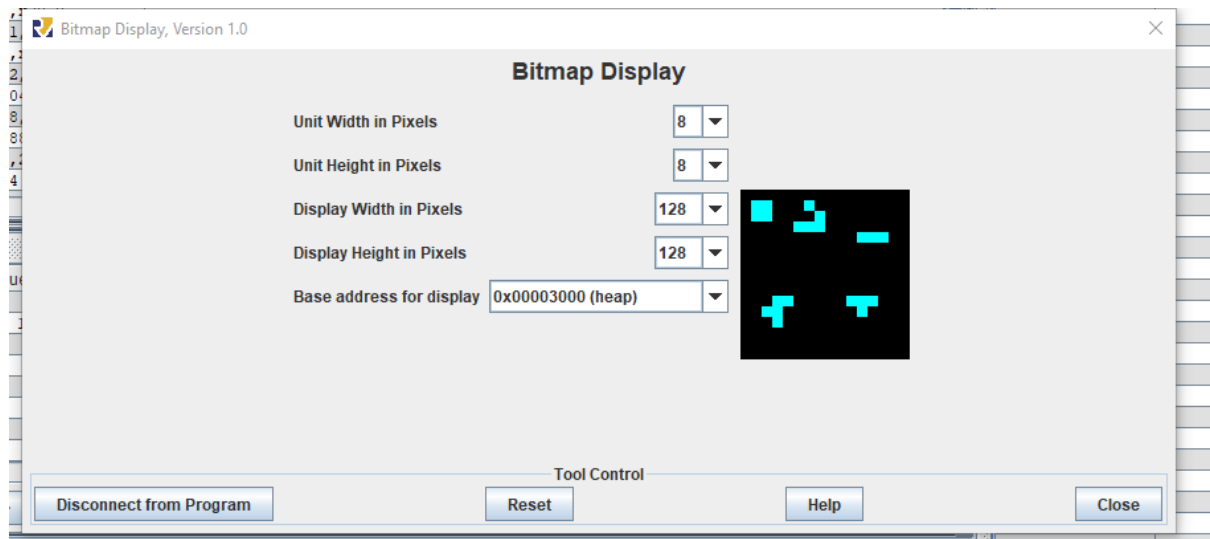 Bitmap Display, Version 1.0
Bitmap Display
Unit Width in Pixels 8
Unit Height in Pixels 8
Display Width in Pixels 128
Display Height in Pixels 128
Base address for display 0x00003000 (heap)
Tool Control
Disconnect from Program Reset Help Close